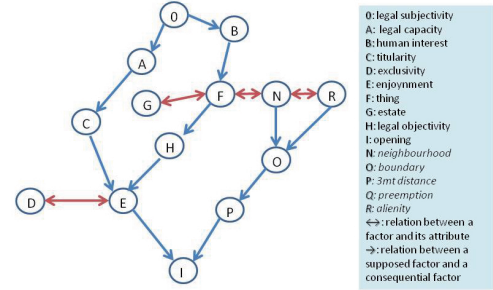 0
B
A
G
F
N
R
C
H
O
D
E
P
I
0: legal subjectivity
A: legal capacity
B: human interest
C: titularity
D: exclusivity
E: enjoynment
F: thing
G: estate
H: legal objectivity
I: opening
N: neighbourhood
O: boundary
P: 3mt distance
Q: preemption
R: alienity
↔: relation between a
factor and its attribute
→: relation between a
supposed factor and a
consequential factor